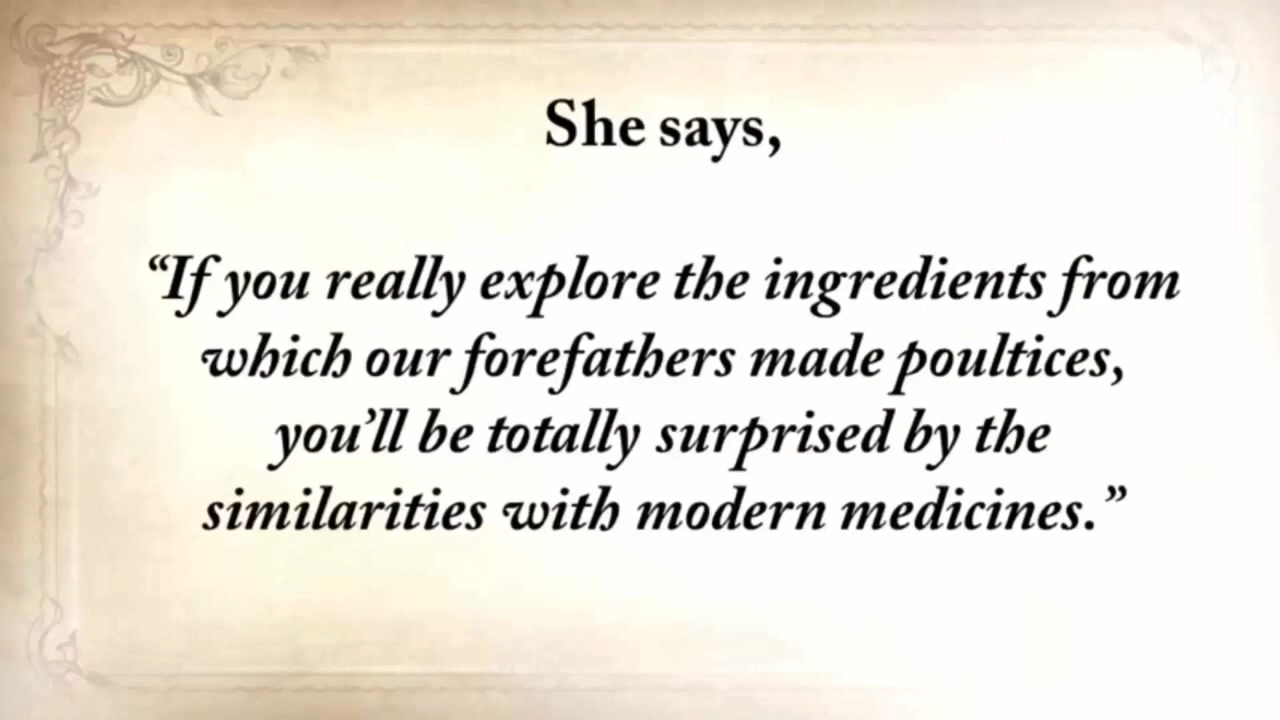 She says,
“If you really explore the ingredients from
which our forefathers made poultices,
you’ll be totally surprised by the
similarities with modern medicines.”